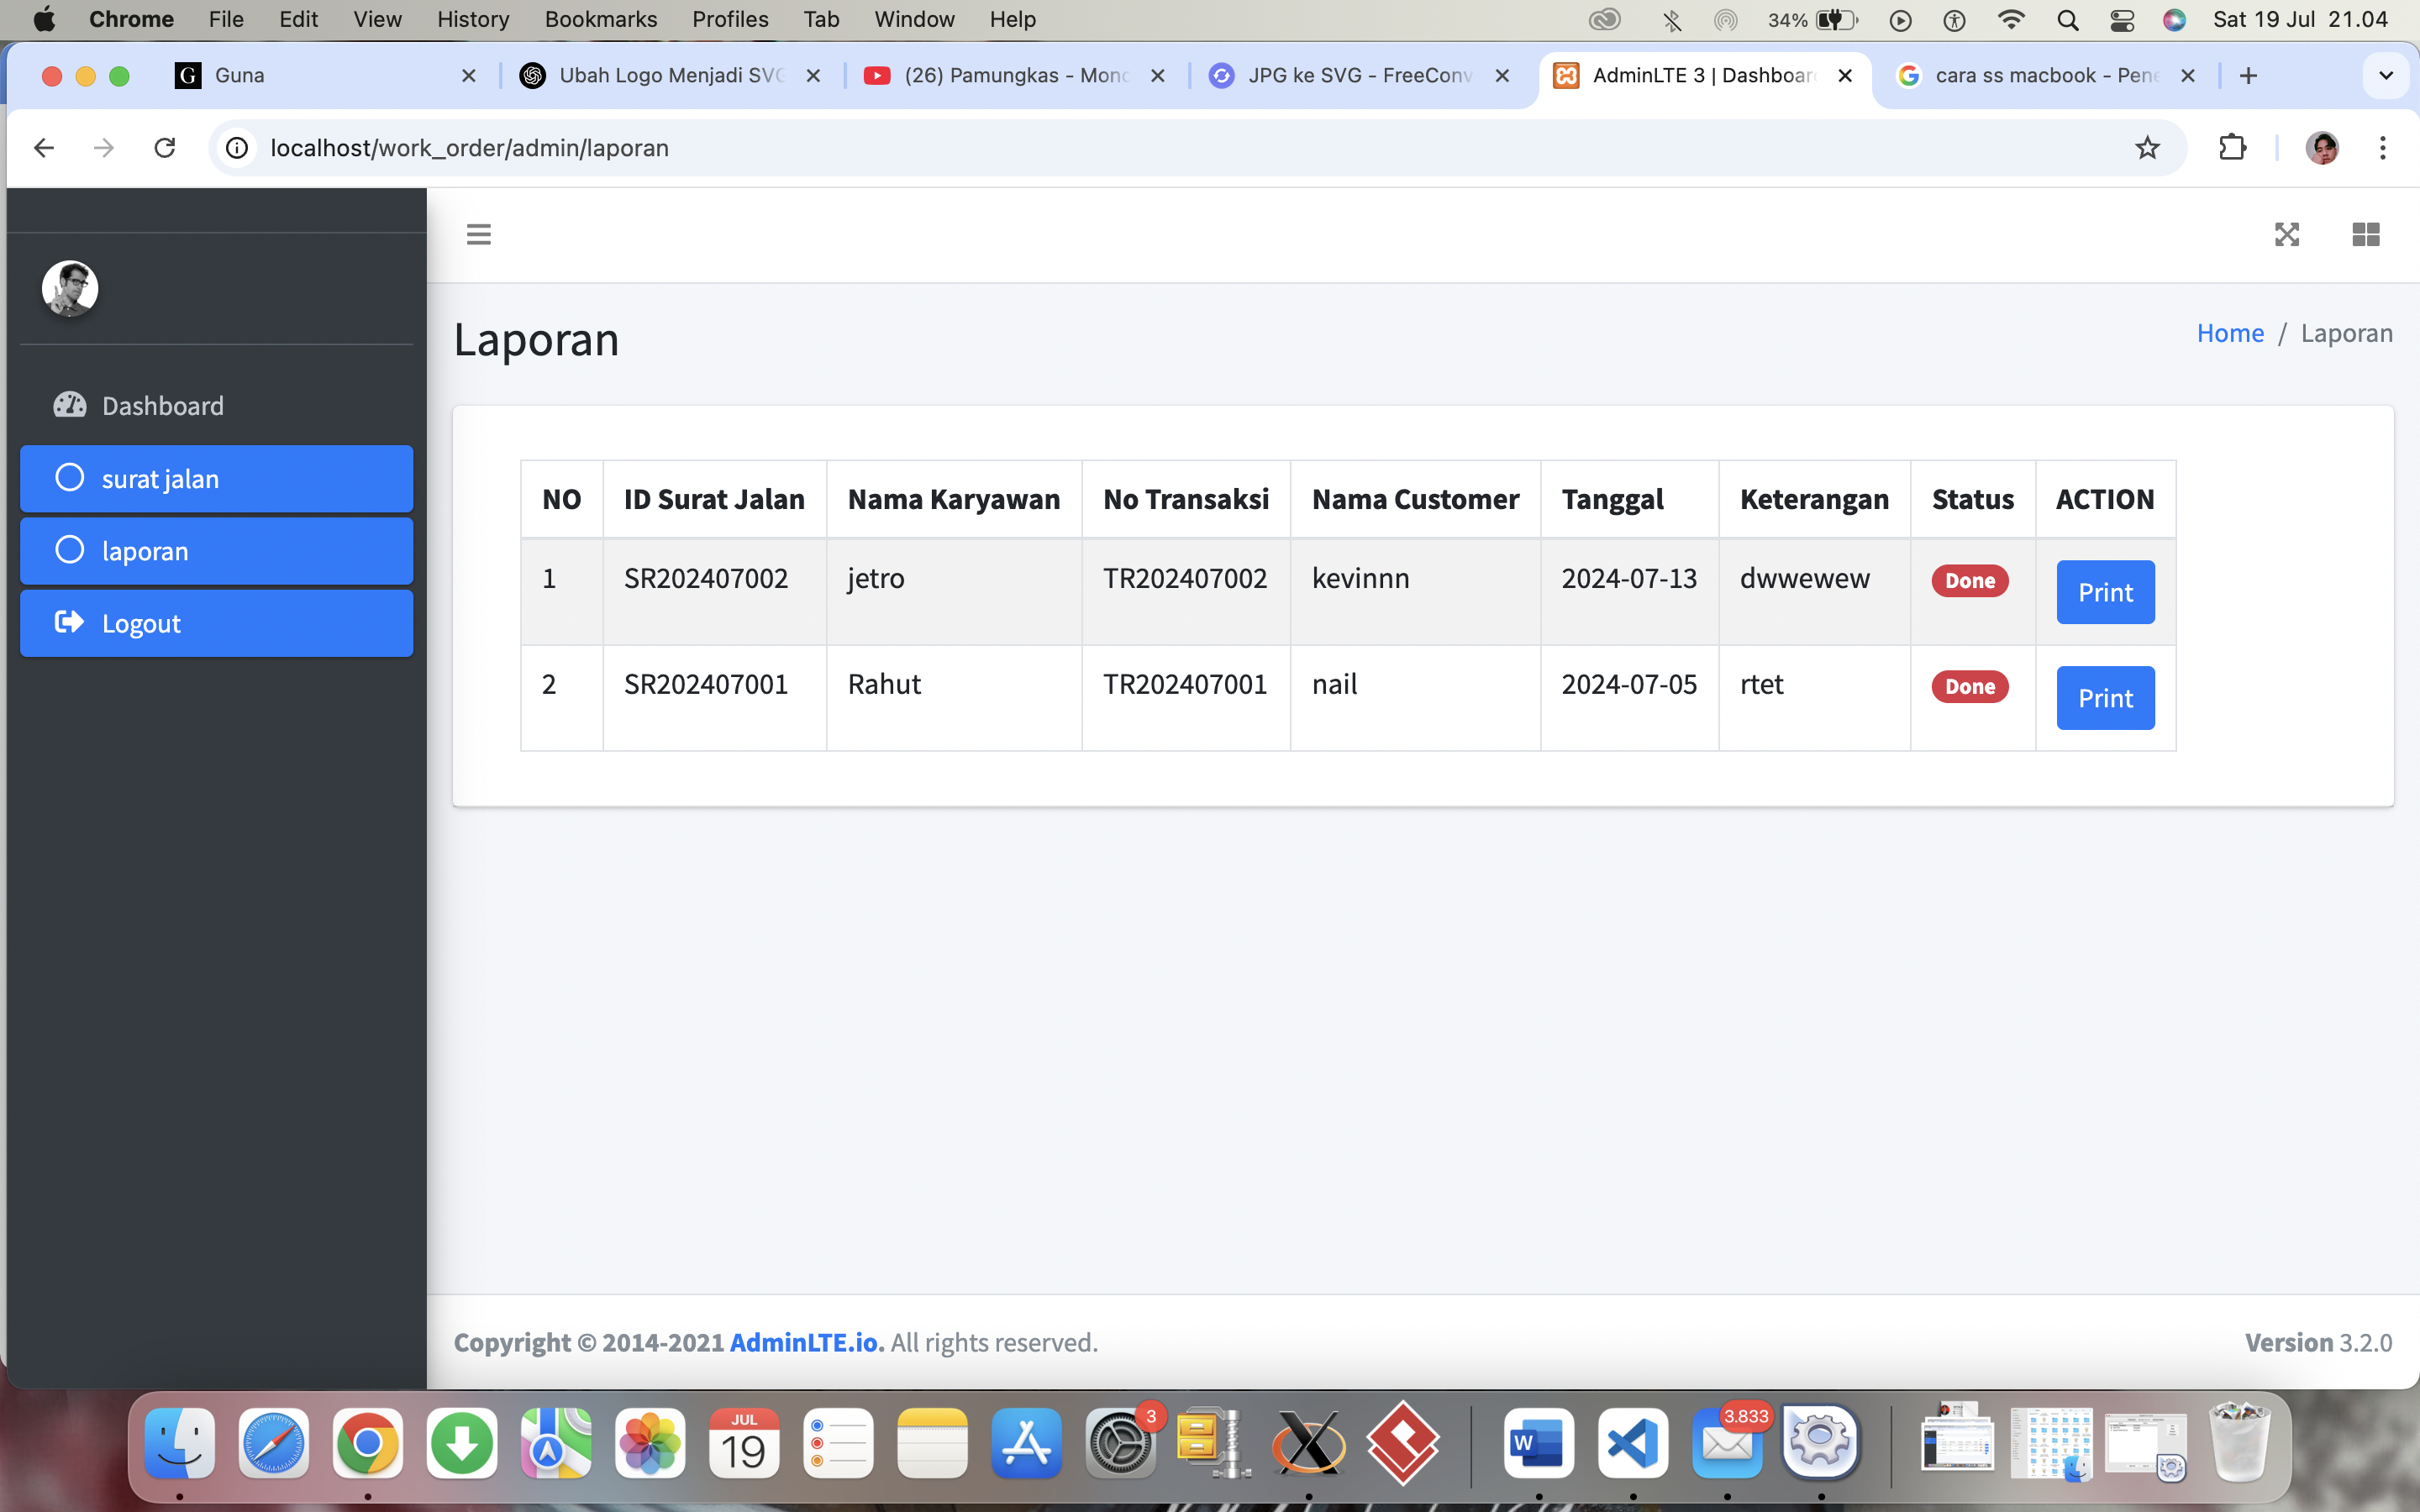 Chrome File Edit View History Bookmarks Profiles Tab Window Help 34% Sat 19 Jul 21.04
Guna Ubah Logo Menjadi SVG (26) Pamungkas - Mono JPG ke SVG - FreeConv AdminLTE 3 | Dashboar cara ss macbook - Pene
localhost/work_order/admin/laporan
Laporan
Home / Laporan
Dashboard
surat jalan
laporan
Logout
NO ID Surat Jalan Nama Karyawan No Transaksi Nama Customer Tanggal Keterangan Status ACTION
1 SR202407002 jetro TR202407002 kevinnn 2024-07-13 dwwewew Done Print
2 SR202407001 Rahut TR202407001 nail 2024-07-05 rtet Done Print
Copyright © 2014-2021 AdminLTE.io. All rights reserved.
Version 3.2.0
JUL
19
3
W
3.833